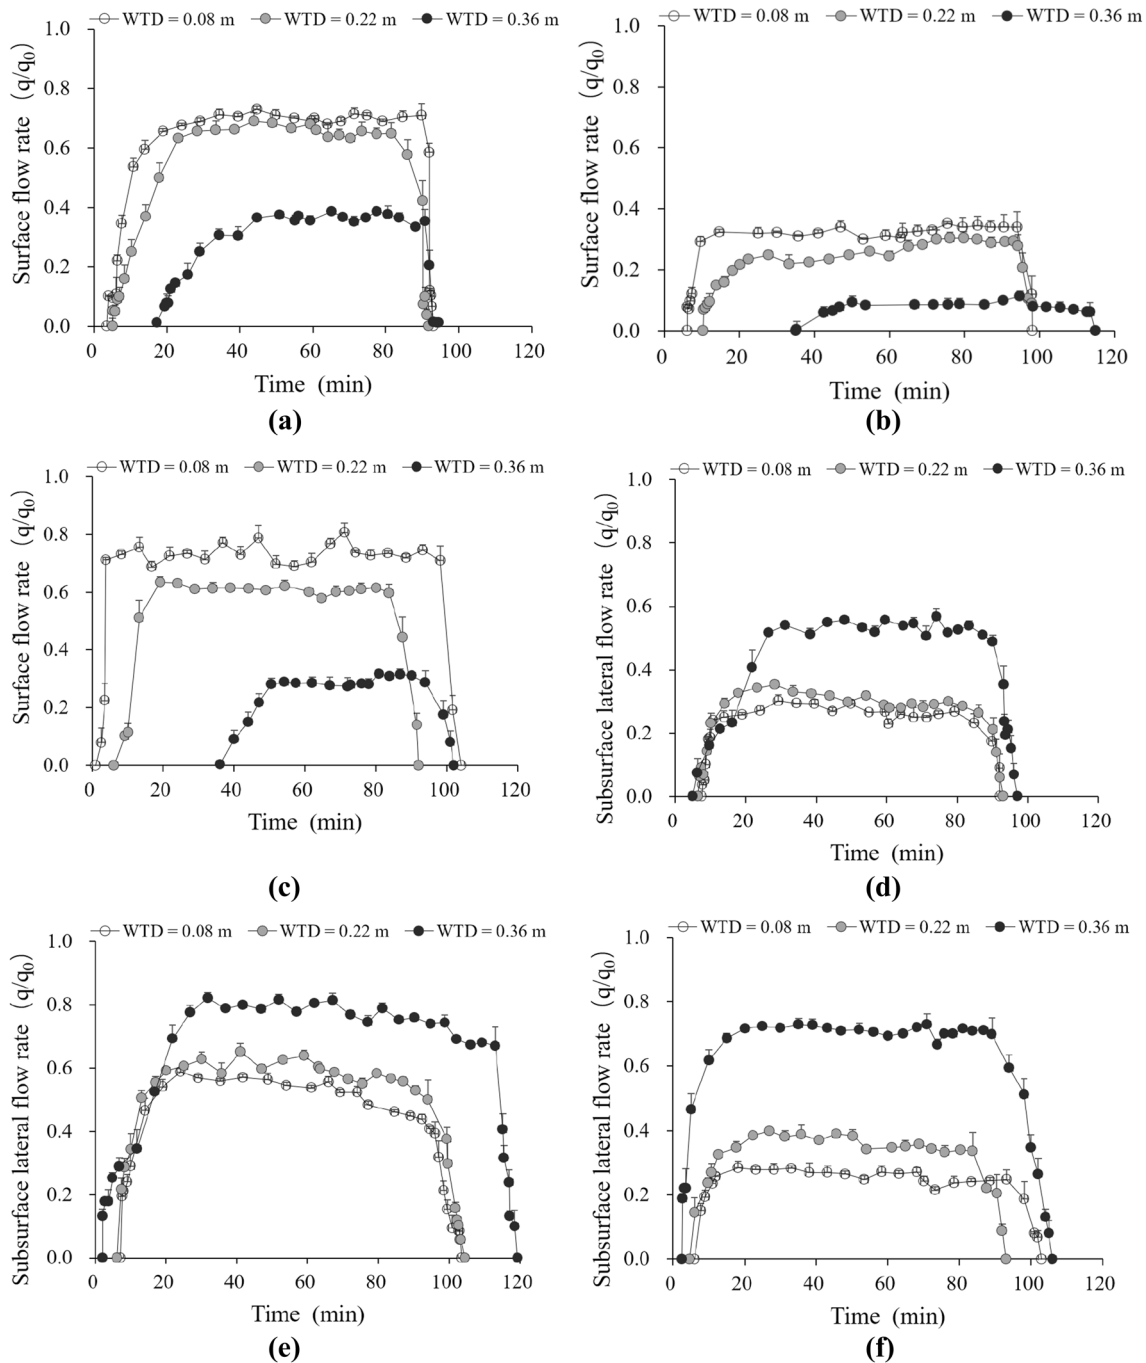 WTD = 0.08 m WTD = 0.22 m WTD = 0.36 m
1.0
0.8
0.6
0.4
0.2
0.0
0 20 40 60 80 100 120
Surface flow rate (q/q0)
Time (min)
(a)
WTD = 0.08 m WTD = 0.22 m WTD = 0.36 m
1.0
0.8
0.6
0.4
0.2
0.0
0 20 40 60 80 100 120
Surface flow rate (q/q0)
Time (min)
(b)
WTD = 0.08 m WTD = 0.22 m WTD = 0.36 m
1.0
0.8
0.6
0.4
0.2
0.0
0 20 40 60 80 100 120
Surface flow rate (q/q0)
Time (min)
(c)
WTD = 0.08 m WTD = 0.22 m WTD = 0.36 m
1.0
0.8
0.6
0.4
0.2
0.0
0 20 40 60 80 100 120
Subsurface lateral flow rate (q/q0)
Time (min)
(d)
WTD = 0.08 m WTD = 0.22 m WTD = 0.36 m
1.0
0.8
0.6
0.4
0.2
0.0
0 20 40 60 80 100 120
Subsurface lateral flow rate (q/q0)
Time (min)
(e)
WTD = 0.08 m WTD = 0.22 m WTD = 0.36 m
1.0
0.8
0.6
0.4
0.2
0.0
0 20 40 60 80 100 120
Subsurface lateral flow rate (q/q0)
Time (min)
(f)